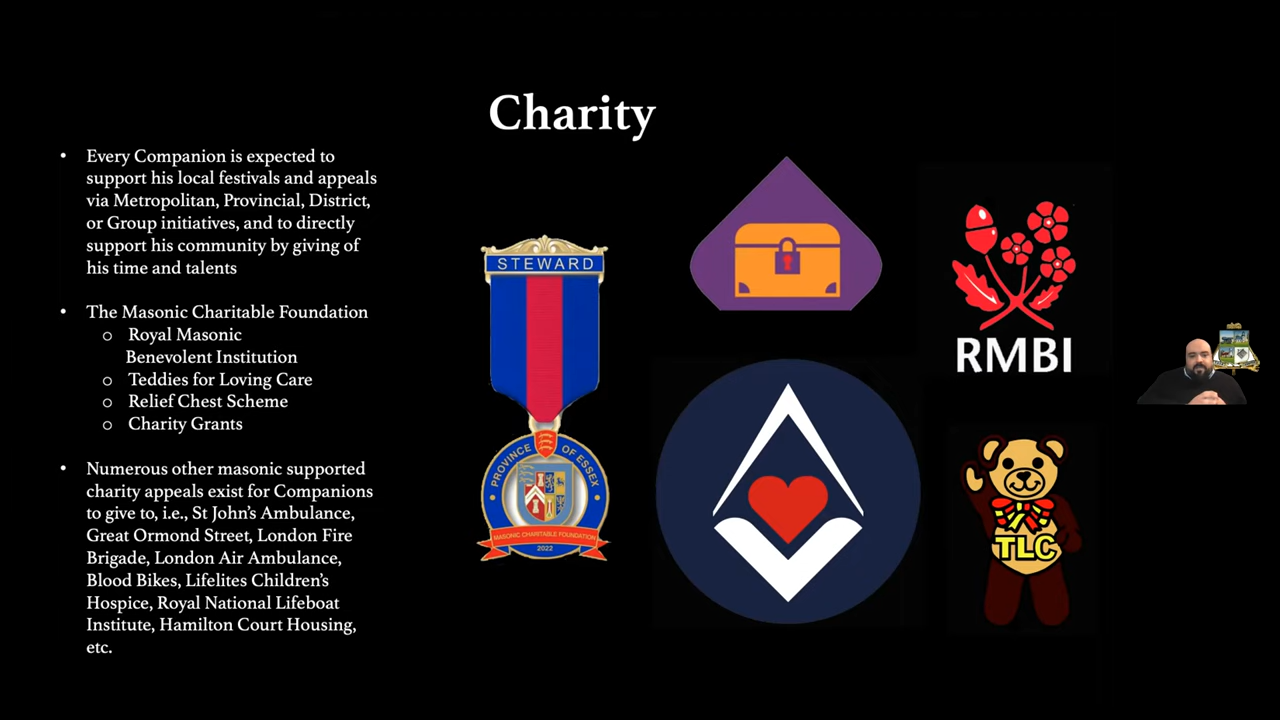 Charity
• Every Companion is expected to
support his local festivals and appeals
via Metropolitan, Provincial, District,
or Group initiatives, and to directly
support his community by giving of
his time and talents
• The Masonic Charitable Foundation
o Royal Masonic
Benevolent Institution
o Teddies for Loving Care
o Relief Chest Scheme
o Charity Grants
• Numerous other masonic supported
charity appeals exist for Companions
to give to, i.e., St John’s Ambulance,
Great Ormond Street, London Fire
Brigade, London Air Ambulance,
Blood Bikes, Lifelites Children’s
Hospice, Royal National Lifeboat
Institute, Hamilton Court Housing,
etc.
STEWARD
PROVINCE OF ESSEX
MASONIC CHARITABLE FOUNDATION
2022
RMBI
TLC